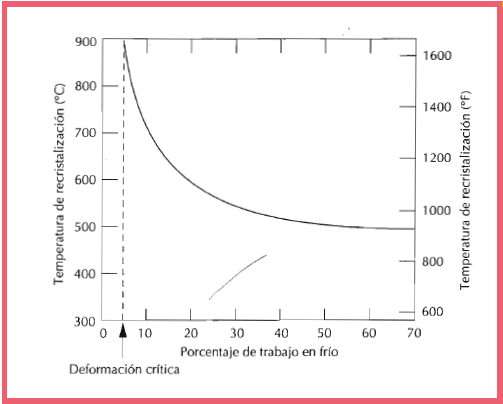 900
800
700
600
500
400
300
Temperatura de recristalización (°C)
1600
1400
1200
1000
800
600
Temperatura de recristalización (°F)
0 10 20 30 40 50 60 70
Porcentaje de trabajo en frío
Deformación crítica